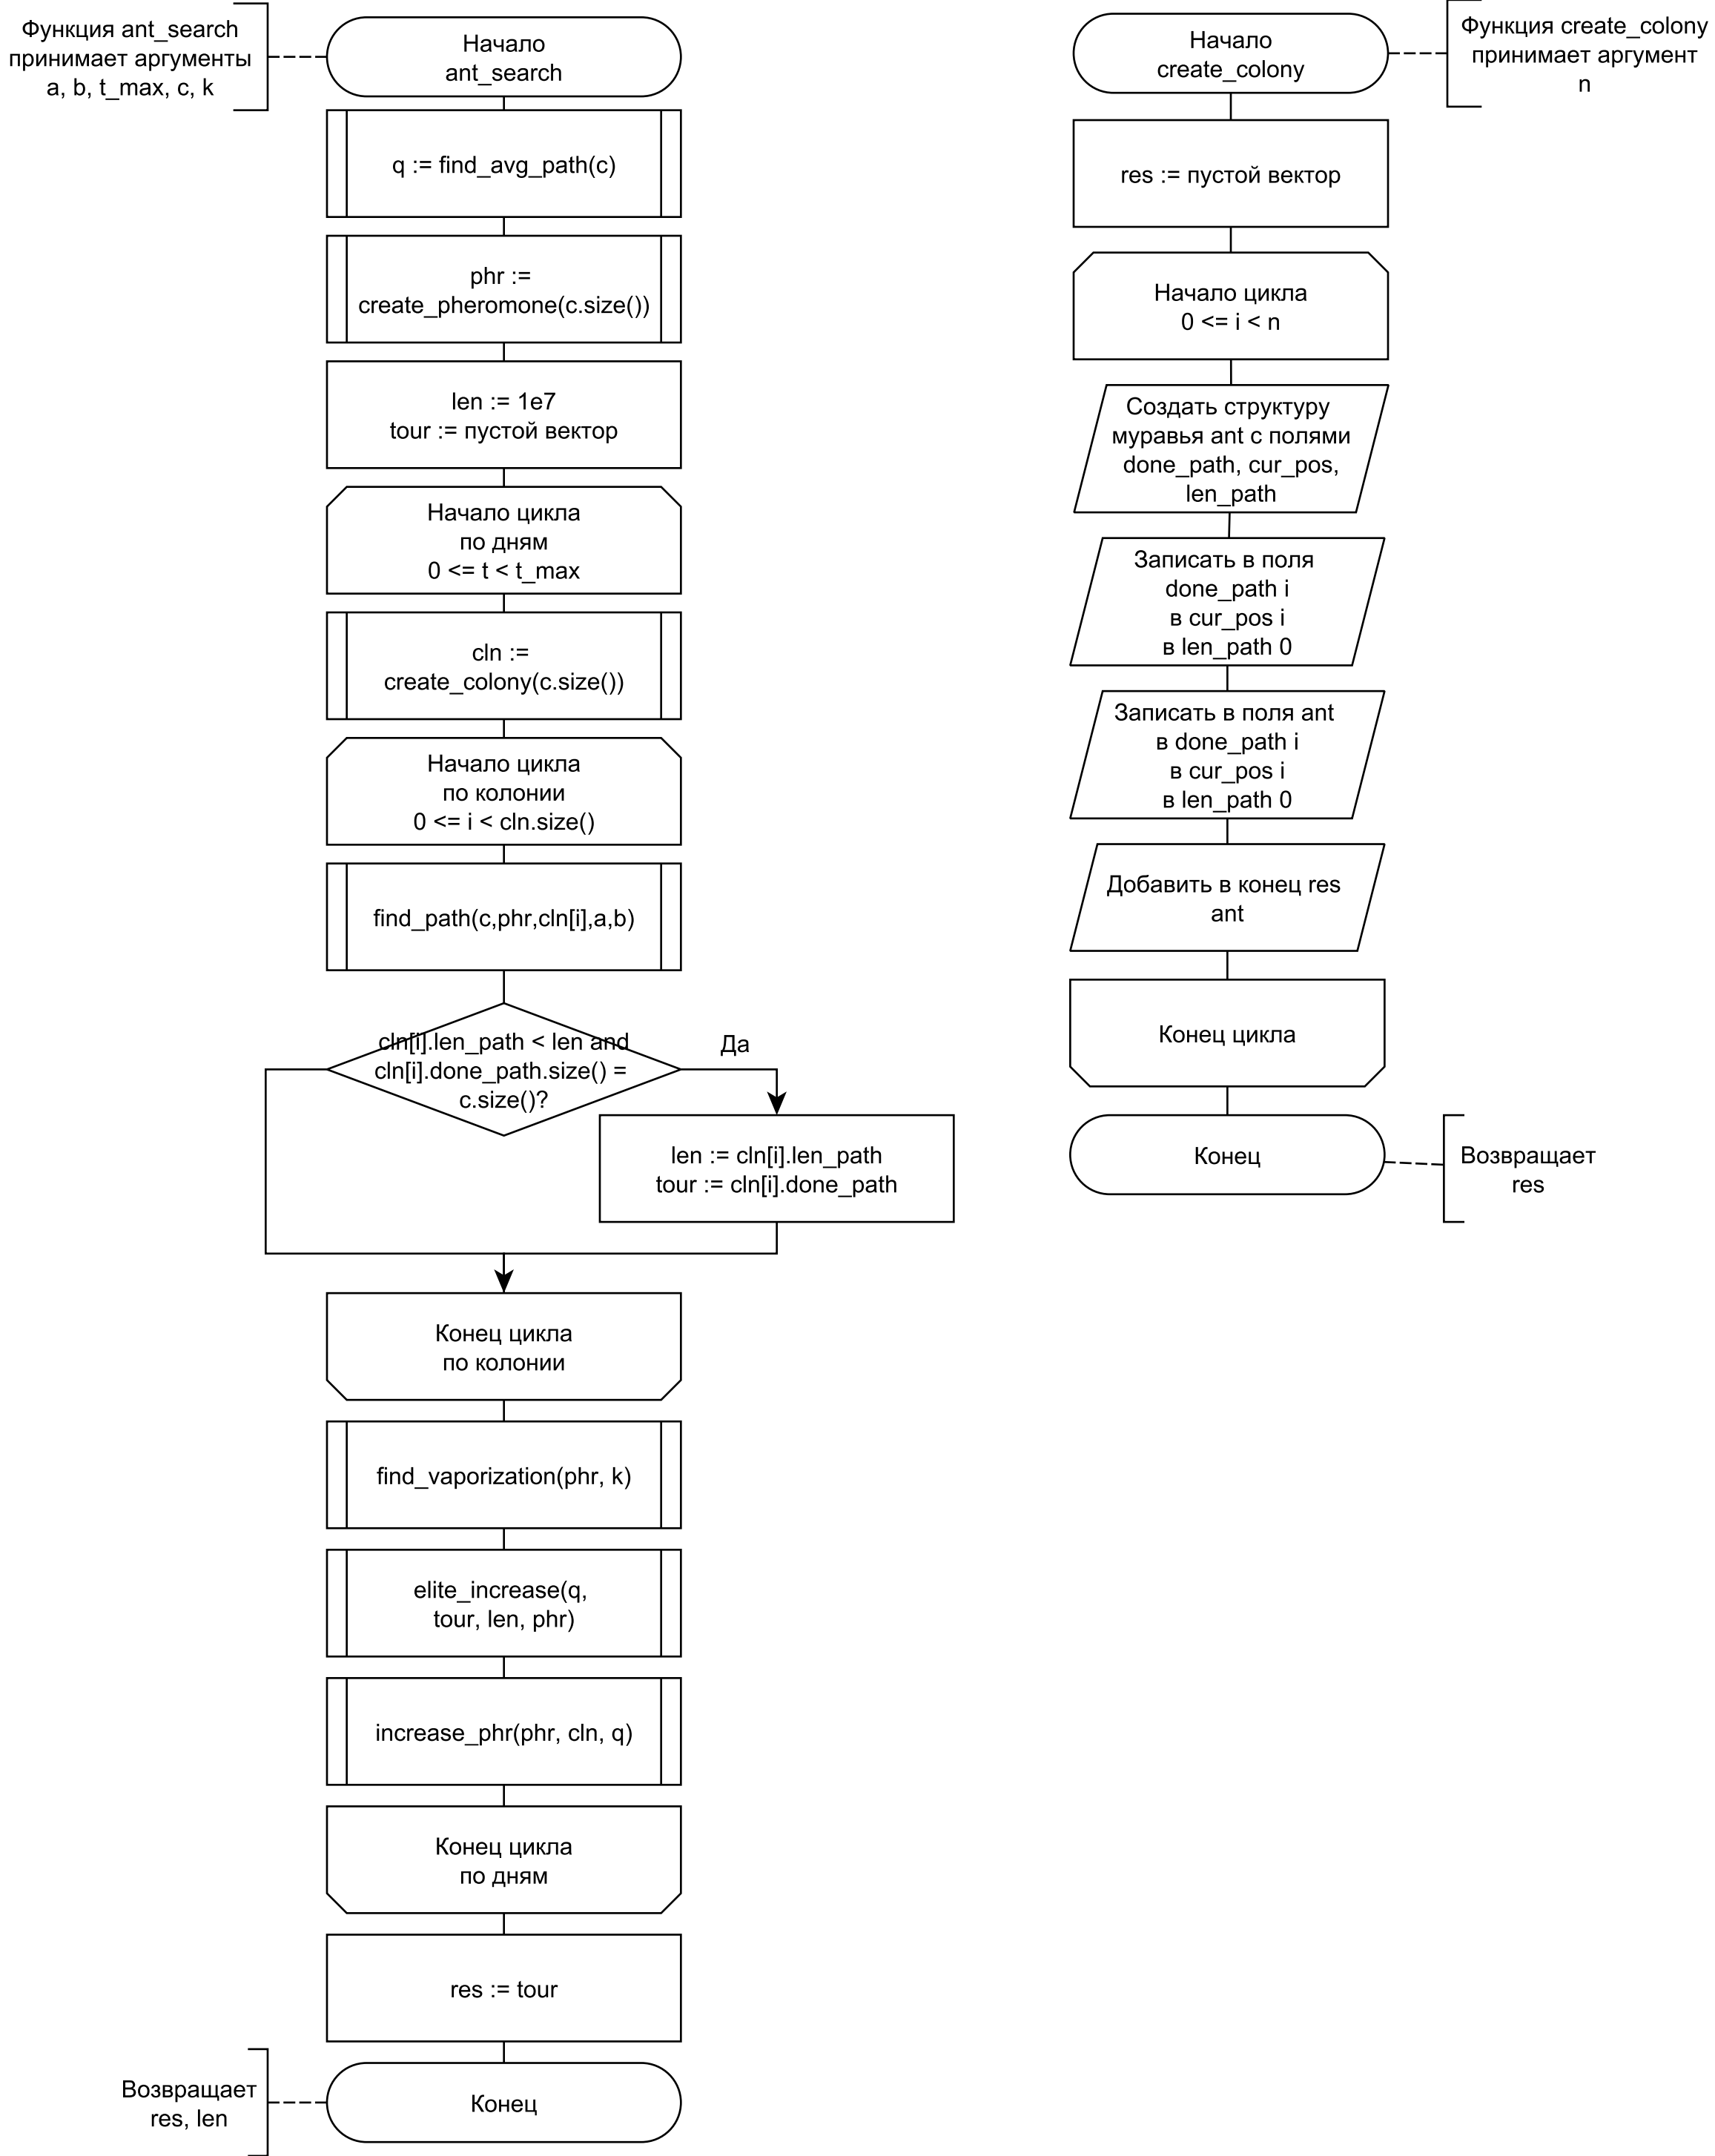 Функция ant_search
принимает аргументы
a, b, t_max, c, k
Начало
ant_search
q := find_avg_path(c)
phr :=
create_pheromone(c.size())
len := 1e7
tour := пустой вектор
Начало цикла
по дням
0 <= t < t_max
cln :=
create_colony(c.size())
Начало цикла
по колонии
0 <= i < cln.size()
find_path(c,phr,cln[i],a,b)
cln[i].len_path < len and
cln[i].done_path.size() =
c.size()?
Да
len := cln[i].len_path
tour := cln[i].done_path
Конец цикла
по колонии
find_vaporization(phr, k)
elite_increase(q,
tour, len, phr)
increase_phr(phr, cln, q)
Конец цикла
по дням
res := tour
Возвращает
res, len
Конец
Начало
create_colony
Функция create_colony
принимает аргумент
n
res := пустой вектор
Начало цикла
0 <= i < n
Создать структуру
муравья ant с полями
done_path, cur_pos,
len_path
Записать в поля
done_path i
в cur_pos i
в len_path 0
Записать в поля ant
в done_path i
в cur_pos i
в len_path 0
Добавить в конец res
ant
Конец цикла
Конец
Возвращает
res